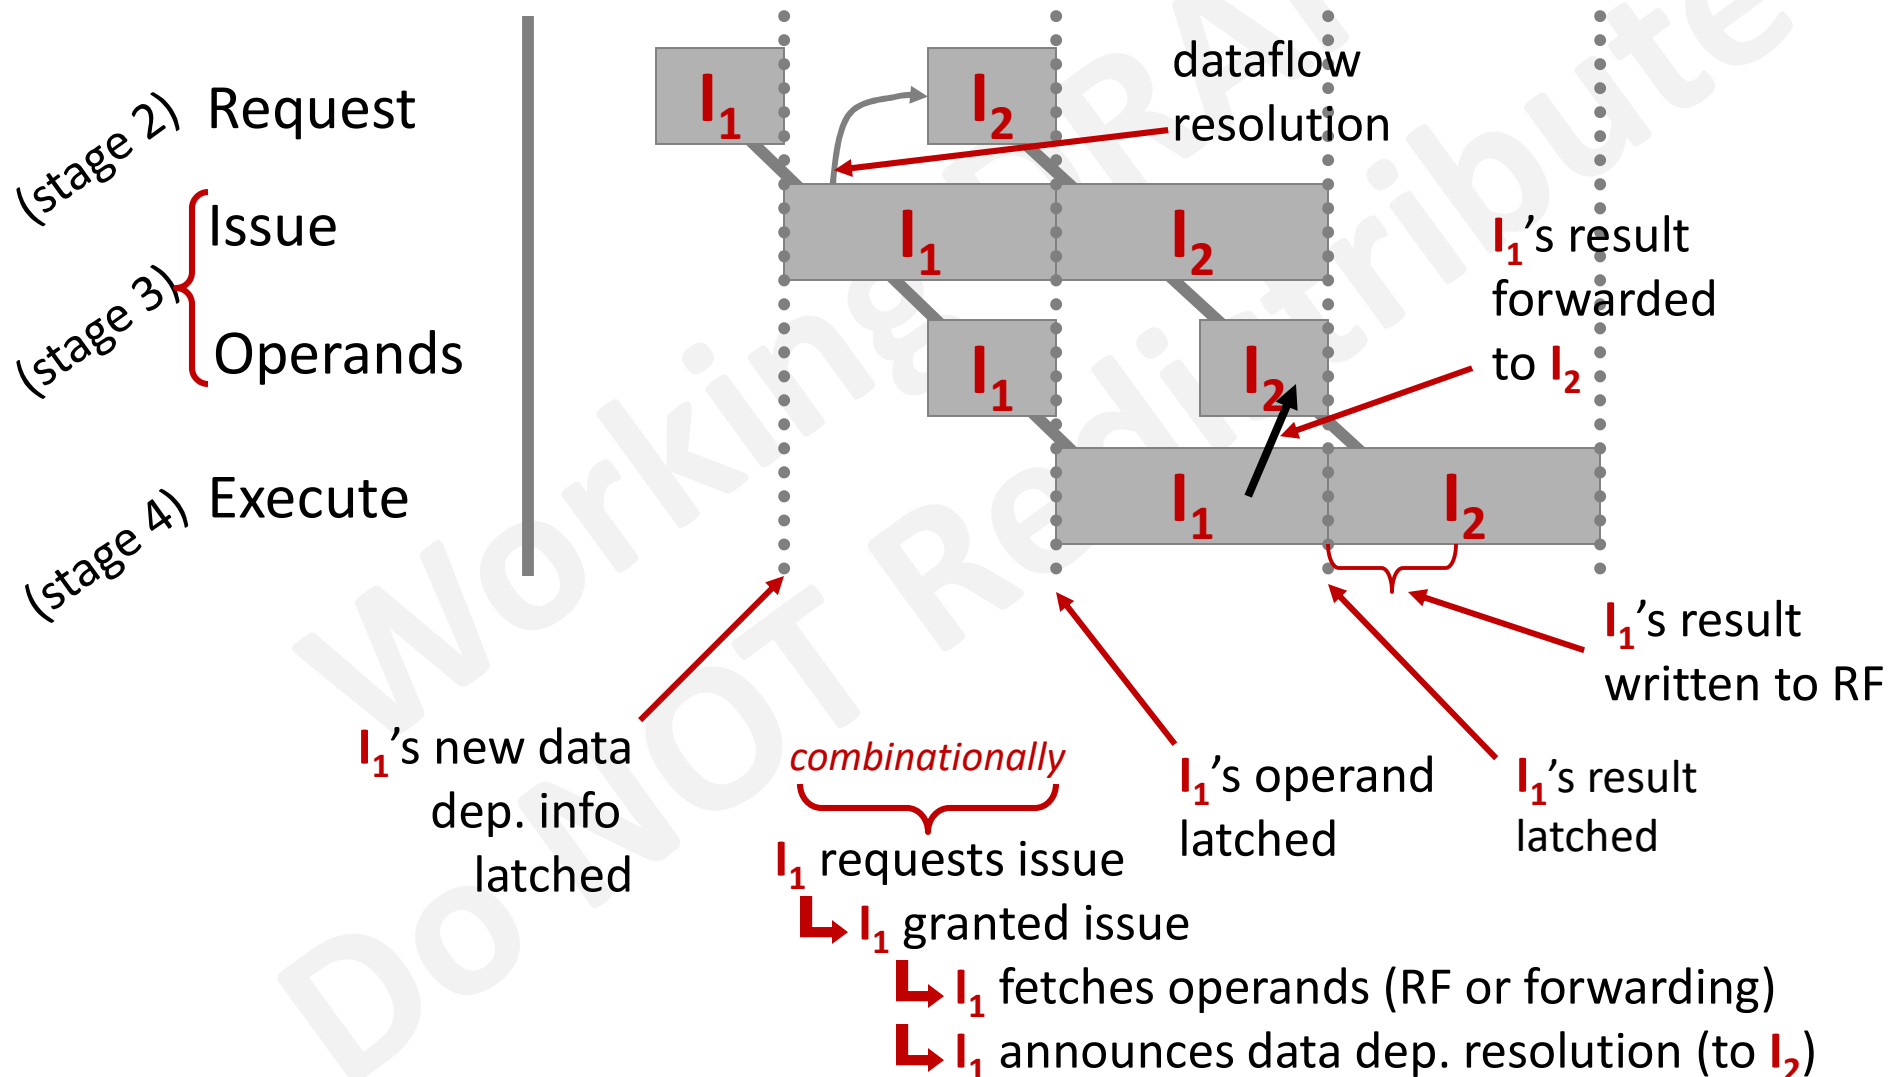 (stage 2)
Request
I1
I2
dataflow
resolution
(stage 3)
Issue
I1
I2
I1's result
forwarded
to I2
Operands
I1
I2
(stage 4)
Execute
I1
I2
I1's result
written to RF
I1's new data
dep. info
latched
combinationally
I1 requests issue
I1 granted issue
I1 fetches operands (RF or forwarding)
I1 announces data dep. resolution (to I2)
I1's operand
latched
I1's result
latched
Working DRAFT
Do NOT Redistribute